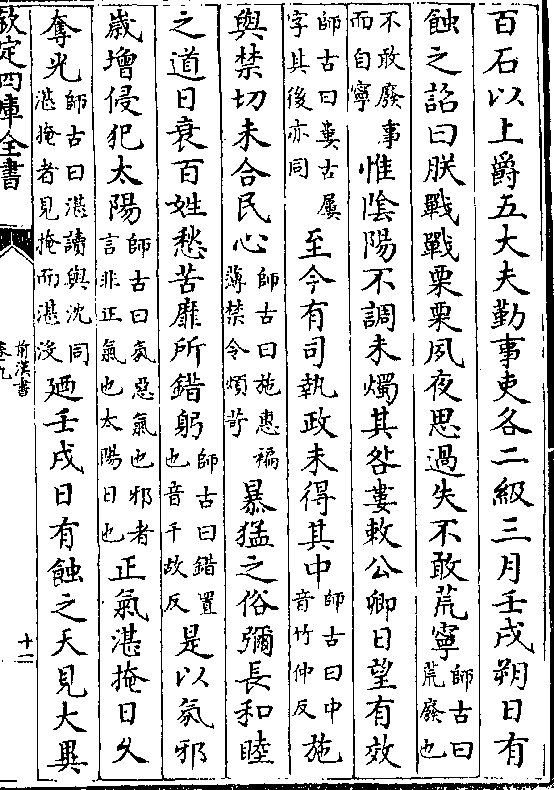 百石以上爵五大夫勤事吏各二級三月壬戌朔日有
蝕之詔曰朕戰戰栗栗夙夜思過失不敢荒寧師古曰荒廢也
不敢廢事而自寧惟隂陽不調未燭其咎婁敕公卿日望有效
師古曰婁古屢字其後亦同至今有司執政未得其中師古曰中音竹仲反施
與禁切未合民心師古曰施惠褊薄禁令煩苛暴猛之俗彌長和睦
之道日衰百姓愁苦靡所錯躬師古曰錯置也音千故反是以氛邪
歲增侵犯太陽師古曰氛惡氣也邪者言非正氣也太陽日也正氣湛掩日久
奪光師古曰湛讀與沈同湛掩者見掩而湛沒廼壬戌日有蝕之天見大異
欽定四庫全書
前漢書
卷九
十二